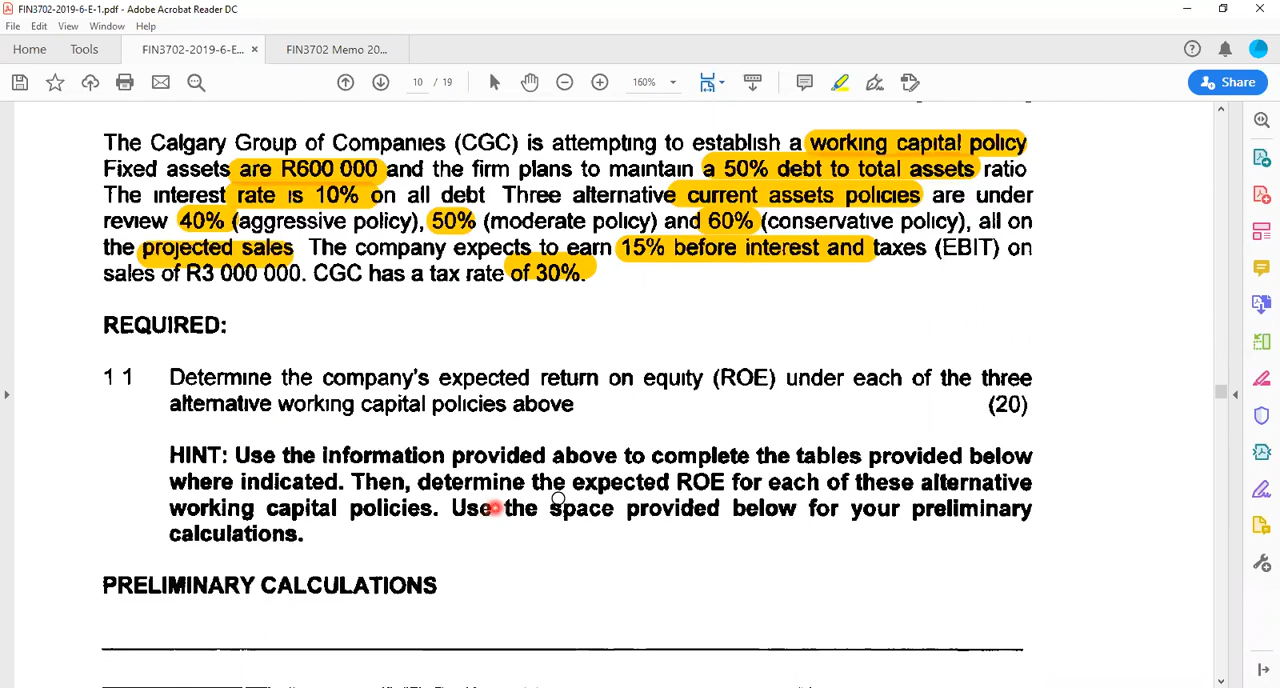 FIN3702-2019-6-E-1.pdf - Adobe Acrobat Reader DC
File Edit View Window Help
Home Tools FIN3702-2019-6-E... × FIN3702 Memo 20...
10 / 19 160% Share
The Calgary Group of Companies (CGC) is attempting to establish a working capital policy
Fixed assets are R600 000 and the firm plans to maintain a 50% debt to total assets ratio
The interest rate is 10% on all debt Three alternative current assets policies are under
review 40% (aggressive policy), 50% (moderate policy) and 60% (conservative policy), all on
the projected sales The company expects to earn 15% before interest and taxes (EBIT) on
sales of R3 000 000. CGC has a tax rate of 30%.
REQUIRED:
1 1 Determine the company's expected return on equity (ROE) under each of the three
alternative working capital policies above (20)
HINT: Use the information provided above to complete the tables provided below
where indicated. Then, determine the expected ROE for each of these alternative
working capital policies. Use the space provided below for your preliminary
calculations.
PRELIMINARY CALCULATIONS